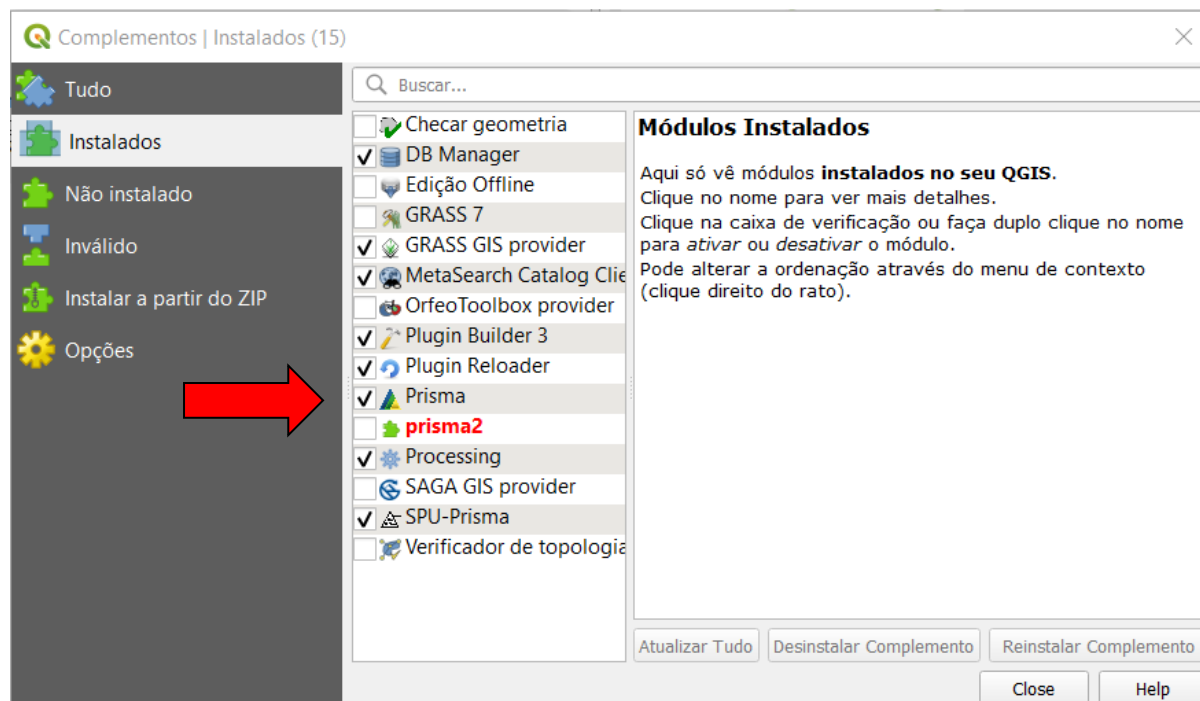 Complementos | Instalados (15)
Tudo
Instalados
Não instalado
Inválido
Instalar a partir do ZIP
Opções
Buscar...
Checar geometria
DB Manager
Edição Offline
GRASS 7
GRASS GIS provider
MetaSearch Catalog Clie
OrfeoToolbox provider
Plugin Builder 3
Plugin Reloader
Prisma
prisma2
Processing
SAGA GIS provider
SPU-Prisma
Verificador de topologia
Módulos Instalados
Aqui só vê módulos instalados no seu QGIS.
Clique no nome para ver mais detalhes.
Clique na caixa de verificação ou faça duplo clique no nome
para ativar ou desativar o módulo.
Pode alterar a ordenação através do menu de contexto
(clique direito do rato).
Atualizar Tudo
Desinstalar Complemento
Reinstalar Complemento
Close
Help